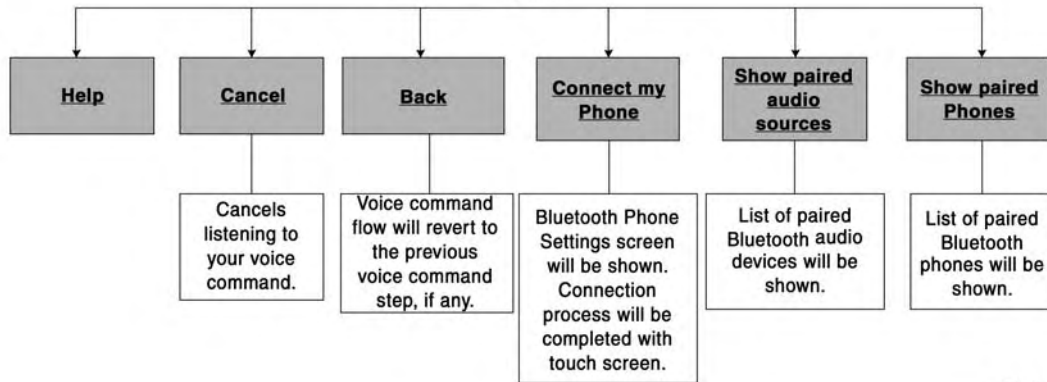 Help
Cancel
Back
Connect my
Phone
Show paired
audio
sources
Show paired
Phones
Cancels
listening to
your voice
command.
Voice command
flow will revert to
the previous
voice command
step, if any.
Bluetooth Phone
Settings screen
will be shown.
Connection
process will be
completed with
touch screen.
List of paired
Bluetooth audio
devices will be
shown.
List of paired
Bluetooth
phones will be
shown.